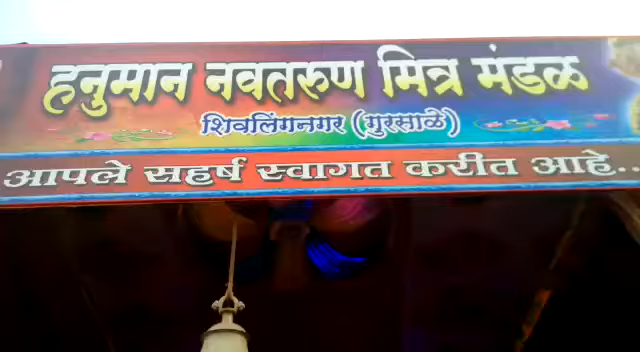 हनुमान नवतरुण मित्र मंडळ
शिवलिंगनगर (गुरसाळे)
आपले सहर्ष स्वागत करीत आहे..